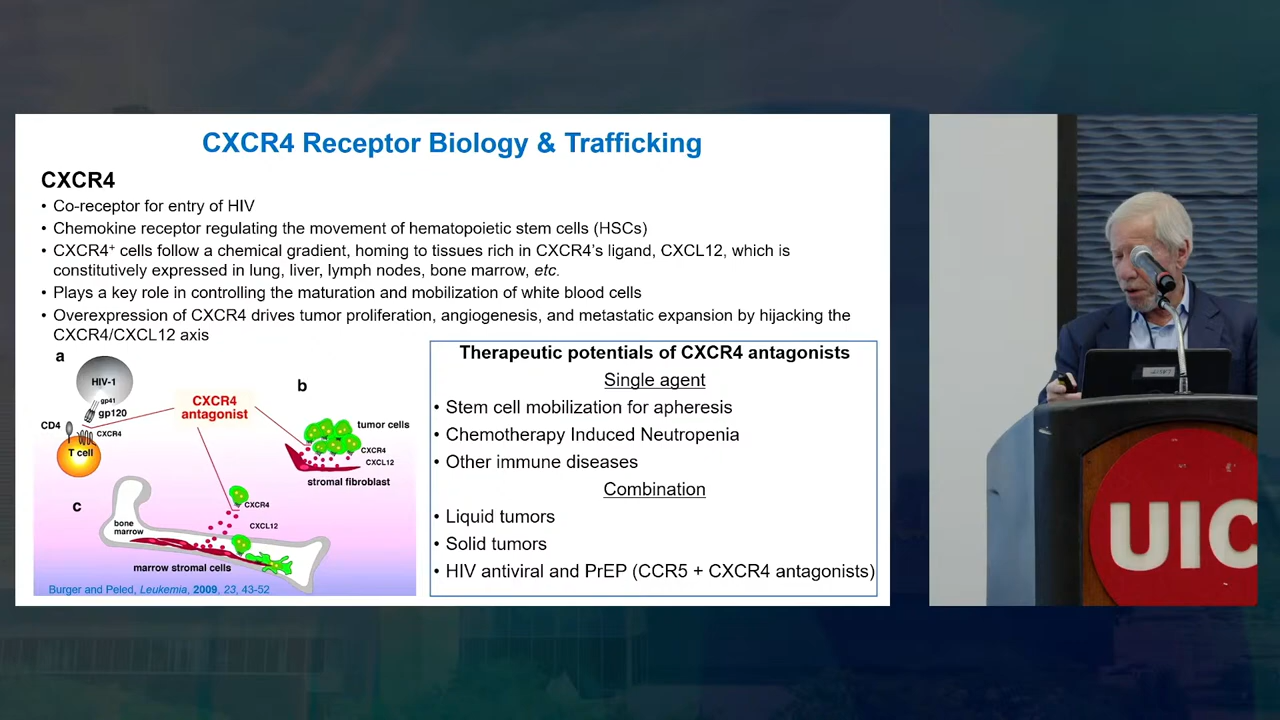 CXCR4 Receptor Biology & Trafficking
CXCR4
• Co-receptor for entry of HIV
• Chemokine receptor regulating the movement of hematopoietic stem cells (HSCs)
• CXCR4⁺ cells follow a chemical gradient, homing to tissues rich in CXCR4’s ligand, CXCL12, which is
constitutively expressed in lung, liver, lymph nodes, bone marrow, etc.
• Plays a key role in controlling the maturation and mobilization of white blood cells
• Overexpression of CXCR4 drives tumor proliferation, angiogenesis, and metastatic expansion by hijacking the
CXCR4/CXCL12 axis
a
HIV-1
gp41
gp120
CD4
CXCR4
T cell
CXCR4
antagonist
b
tumor cells
CXCR4
CXCL12
stromal fibroblast
c
CXCR4
CXCL12
bone
marrow
marrow stromal cells
Burger and Peled, Leukemia, 2009, 23, 43-52
Therapeutic potentials of CXCR4 antagonists
Single agent
• Stem cell mobilization for apheresis
• Chemotherapy Induced Neutropenia
• Other immune diseases
Combination
• Liquid tumors
• Solid tumors
• HIV antiviral and PrEP (CCR5 + CXCR4 antagonists)
UIC